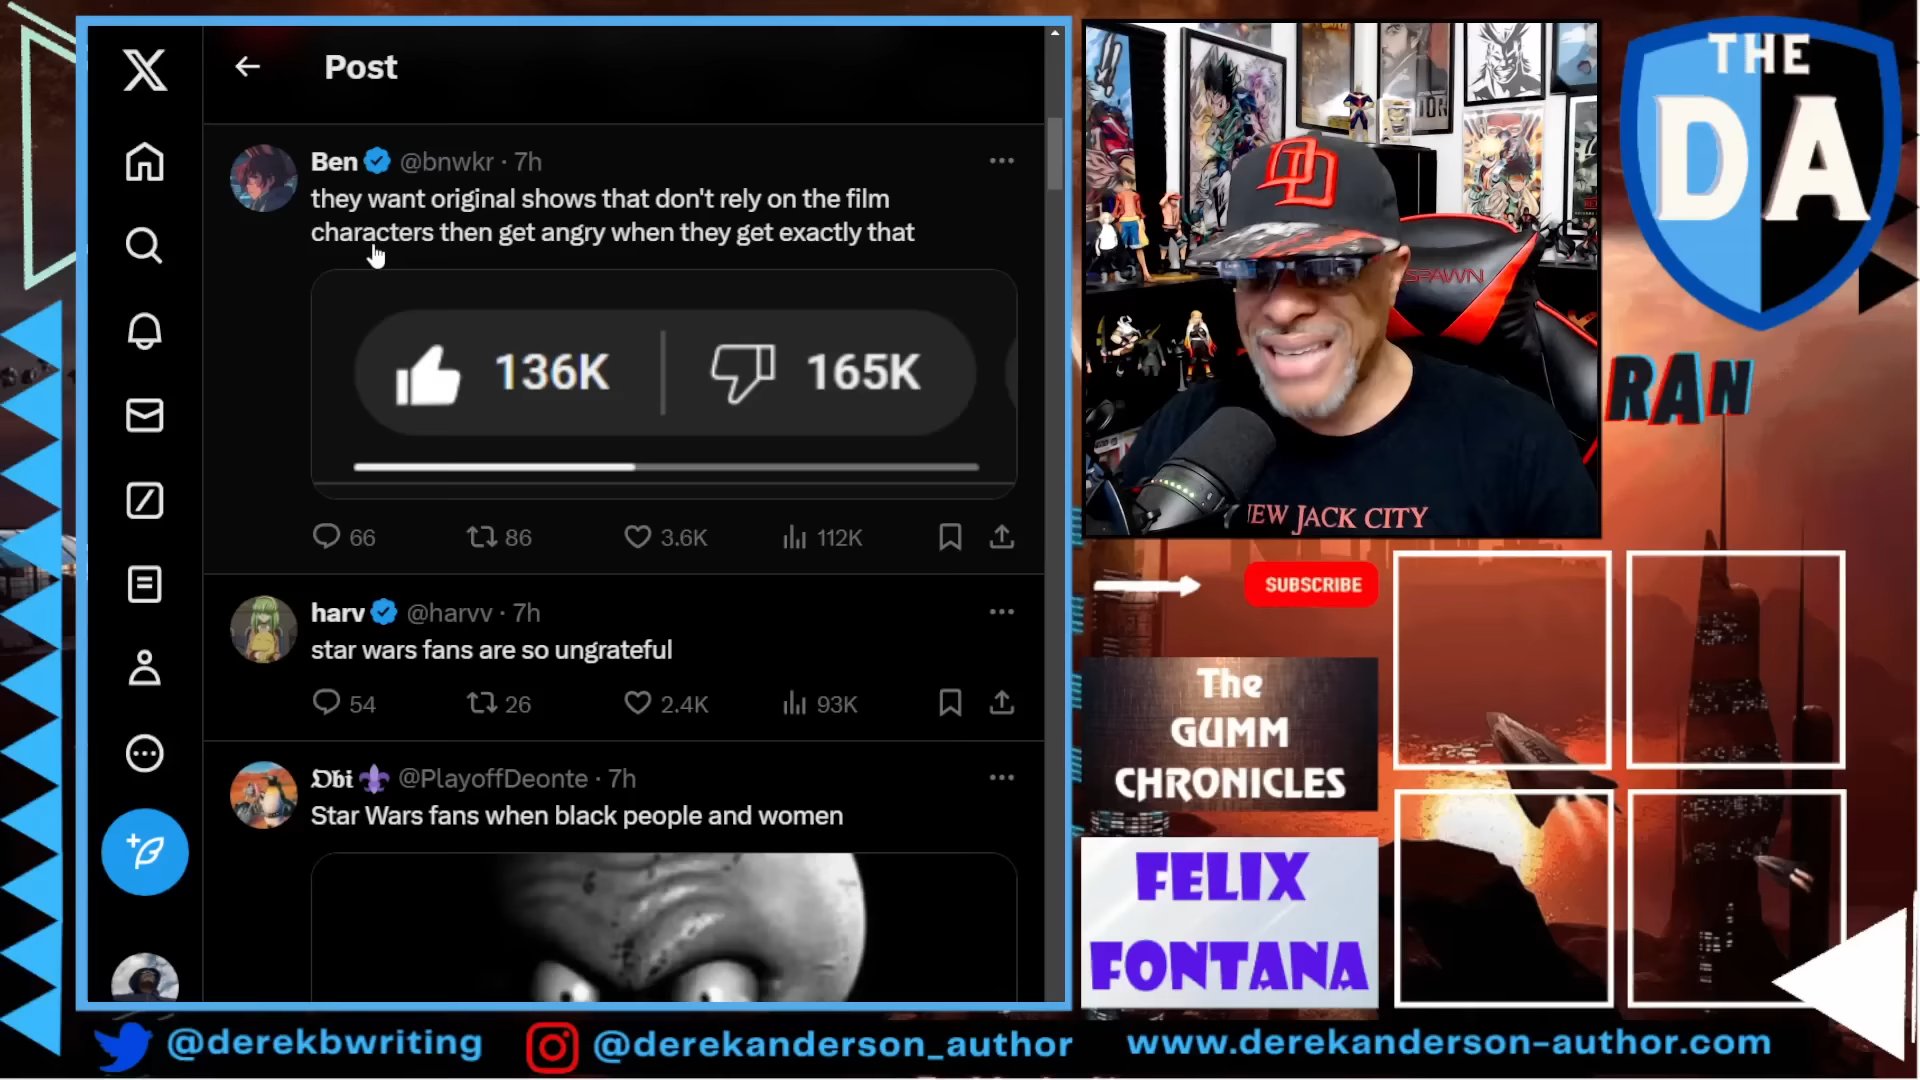 Post
Ben @bnwkr · 7h
they want original shows that don't rely on the film
characters then get angry when they get exactly that
136K
165K
66
86
3.6K
112K
harv @harvv · 7h
star wars fans are so ungrateful
54
26
2.4K
93K
Obi @PlayoffDeonte · 7h
Star Wars fans when black people and women
SPAWN
NEW JACK CITY
THE
DA
RAN
SUBSCRIBE
The
GUMM
CHRONICLES
FELIX
FONTANA
@derekbwriting
@derekanderson_author
www.derekanderson-author.com